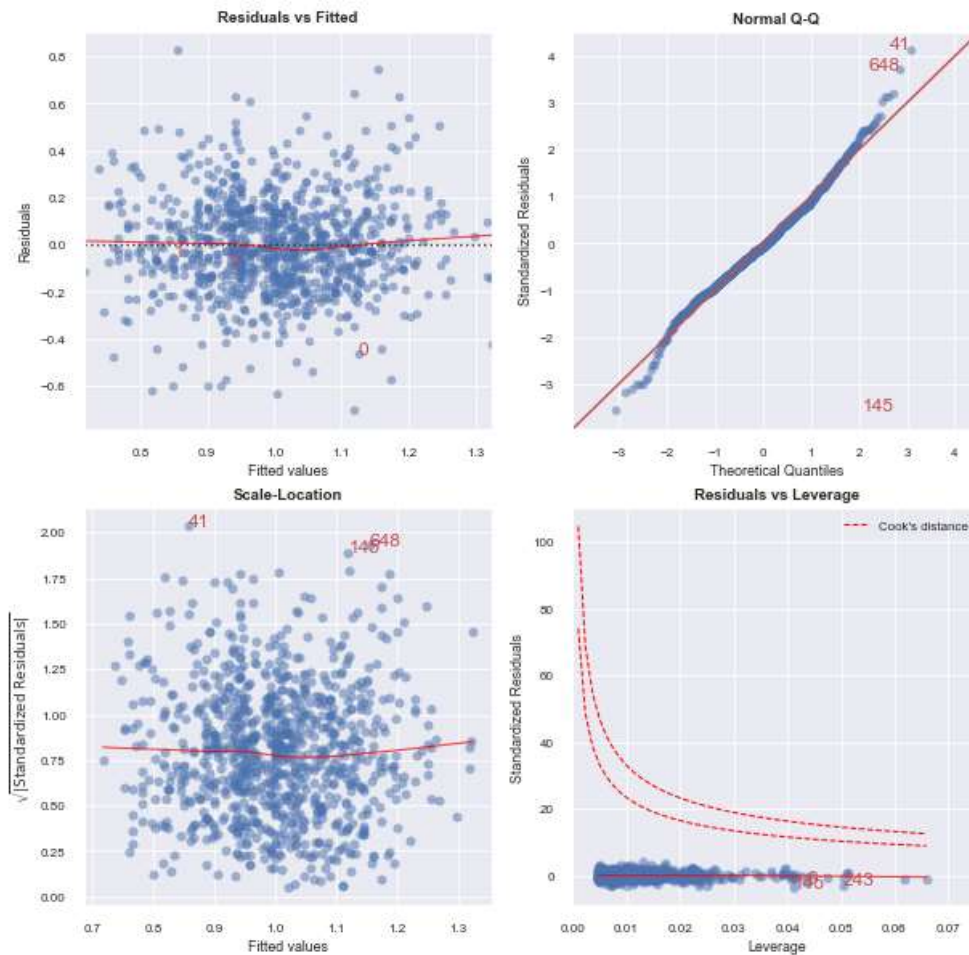 Residuals vs Fitted
0.8
0.6
0.4
0.2
0.0
−0.2
−0.4
−0.6
Residuals
0
0.8 0.9 1.0 1.1 1.2 1.3
Fitted values
Normal Q-Q
4
3
2
1
0
−1
−2
−3
Standardized Residuals
41
648
145
−3 −2 −1 0 1 2 3 4
Theoretical Quantiles
Scale-Location
2.00
1.75
1.50
1.25
1.00
0.75
0.50
0.25
0.00
√|Standardized Residuals|
41
648
0.7 0.8 0.9 1.0 1.1 1.2 1.3
Fitted values
Residuals vs Leverage
Cook's distance
100
80
60
40
20
0
Standardized Residuals
243
0.00 0.01 0.02 0.03 0.04 0.05 0.06 0.07
Leverage